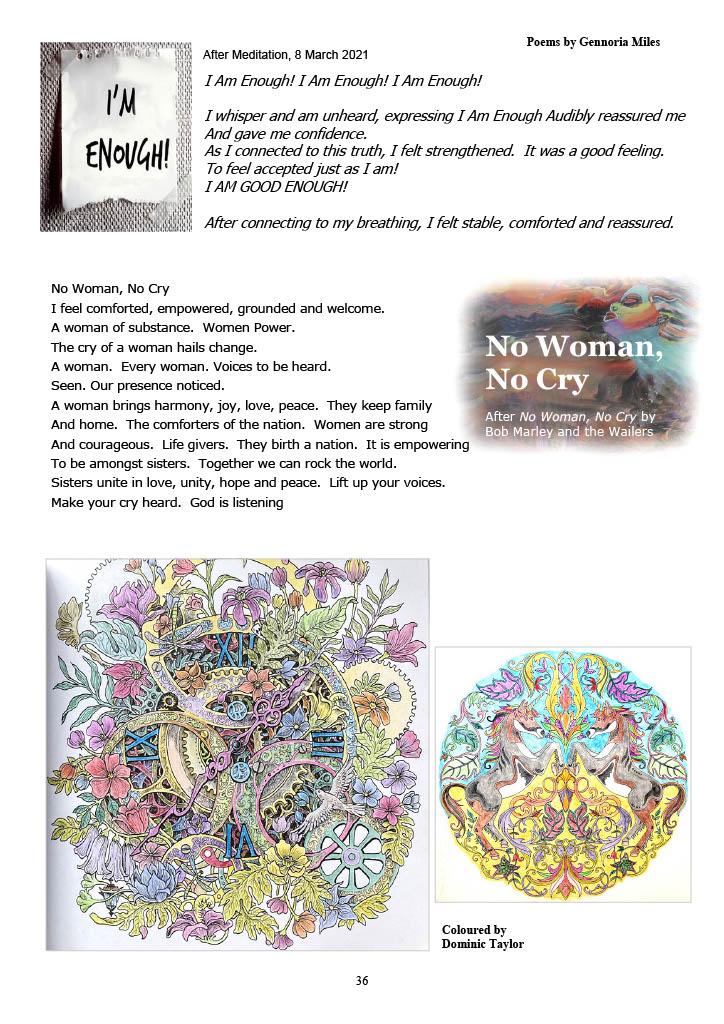 Poems by Gennoria Miles
After Meditation, 8 March 2021
I'M
ENOUGH!
I Am Enough! I Am Enough! I Am Enough!
I whisper and am unheard, expressing I Am Enough Audibly reassured me
And gave me confidence.
As I connected to this truth, I felt strengthened.  It was a good feeling.
To feel accepted just as I am!
I AM GOOD ENOUGH!
After connecting to my breathing, I felt stable, comforted and reassured.
No Woman, No Cry
I feel comforted, empowered, grounded and welcome.
A woman of substance.  Women Power.
The cry of a woman hails change.
A woman.  Every woman. Voices to be heard.
Seen. Our presence noticed.
A woman brings harmony, joy, love, peace.  They keep family
And home.  The comforters of the nation.  Women are strong
And courageous.  Life givers.  They birth a nation.  It is empowering
To be amongst sisters.  Together we can rock the world.
Sisters unite in love, unity, hope and peace.  Lift up your voices.
Make your cry heard.  God is listening
No Woman,
No Cry
After No Woman, No Cry by
Bob Marley and the Wailers
XII
III
IX
VI
Coloured by
Dominic Taylor
36